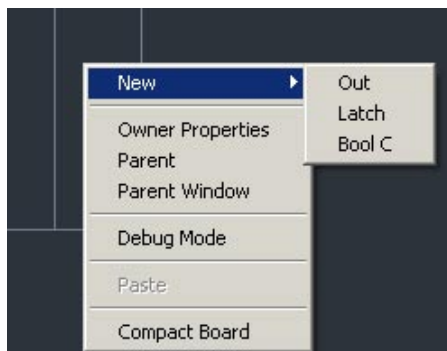 New
Owner Properties
Parent
Parent Window
Debug Mode
Paste
Compact Board
Out
Latch
Bool C